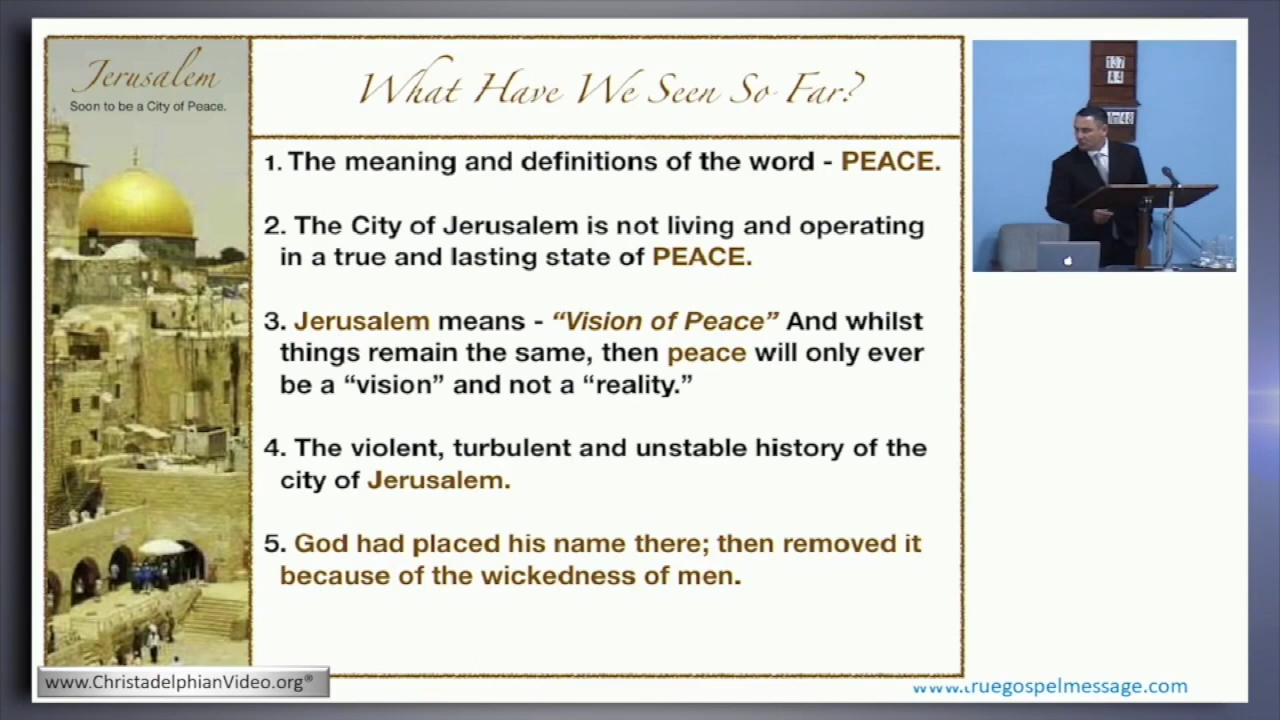 Jerusalem
Soon to be a City of Peace.
What Have We Seen So Far?
1. The meaning and definitions of the word - PEACE.
2. The City of Jerusalem is not living and operating
in a true and lasting state of PEACE.
3. Jerusalem means - “Vision of Peace” And whilst
things remain the same, then peace will only ever
be a “vision” and not a “reality.”
4. The violent, turbulent and unstable history of the
city of Jerusalem.
5. God had placed his name there; then removed it
because of the wickedness of men.
137
A4
www.ChristadelphianVideo.org®
www.truegospelmessage.com